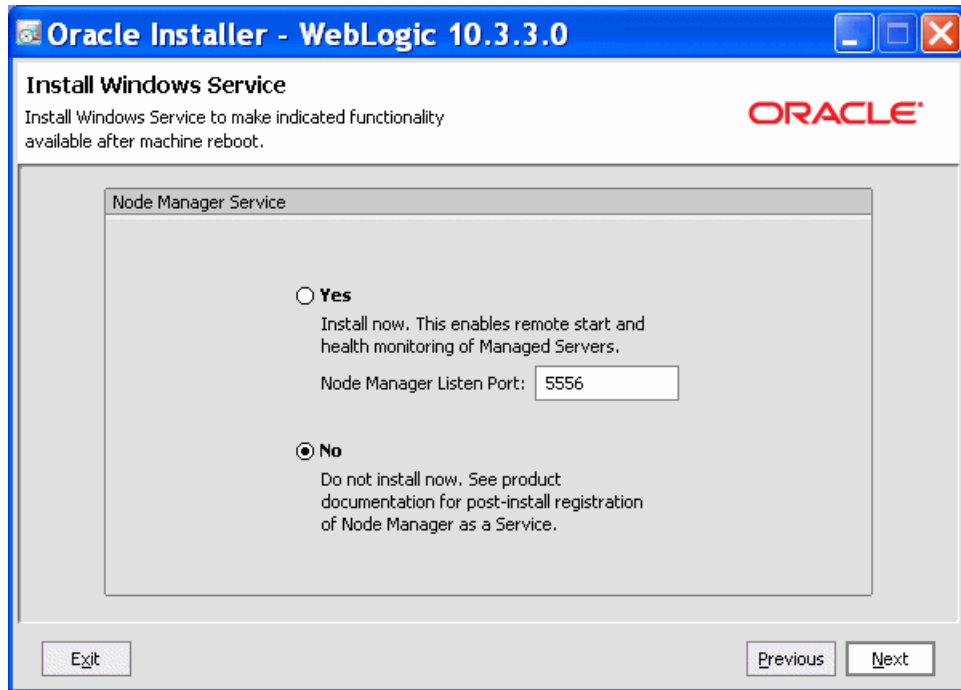 Oracle Installer - WebLogic 10.3.3.0
Install Windows Service
Install Windows Service to make indicated functionality
available after machine reboot.
ORACLE
Node Manager Service
Yes
Install now. This enables remote start and
health monitoring of Managed Servers.
Node Manager Listen Port: 5556
No
Do not install now. See product
documentation for post-install registration
of Node Manager as a Service.
Exit
Previous
Next